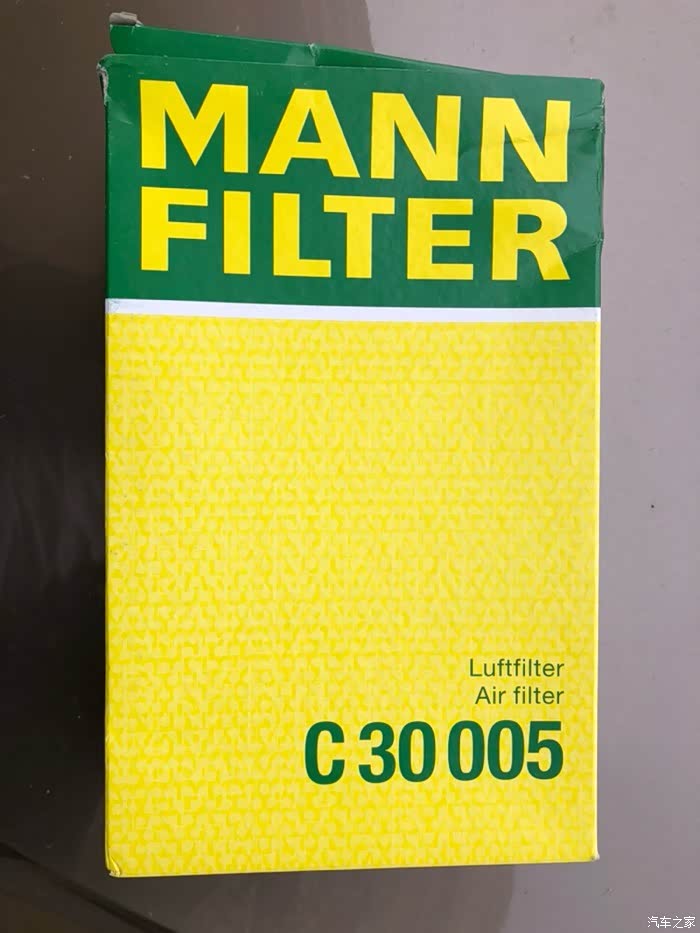 MANN
FILTER
Luftfilter
Air filter
C 30 005
汽车之家